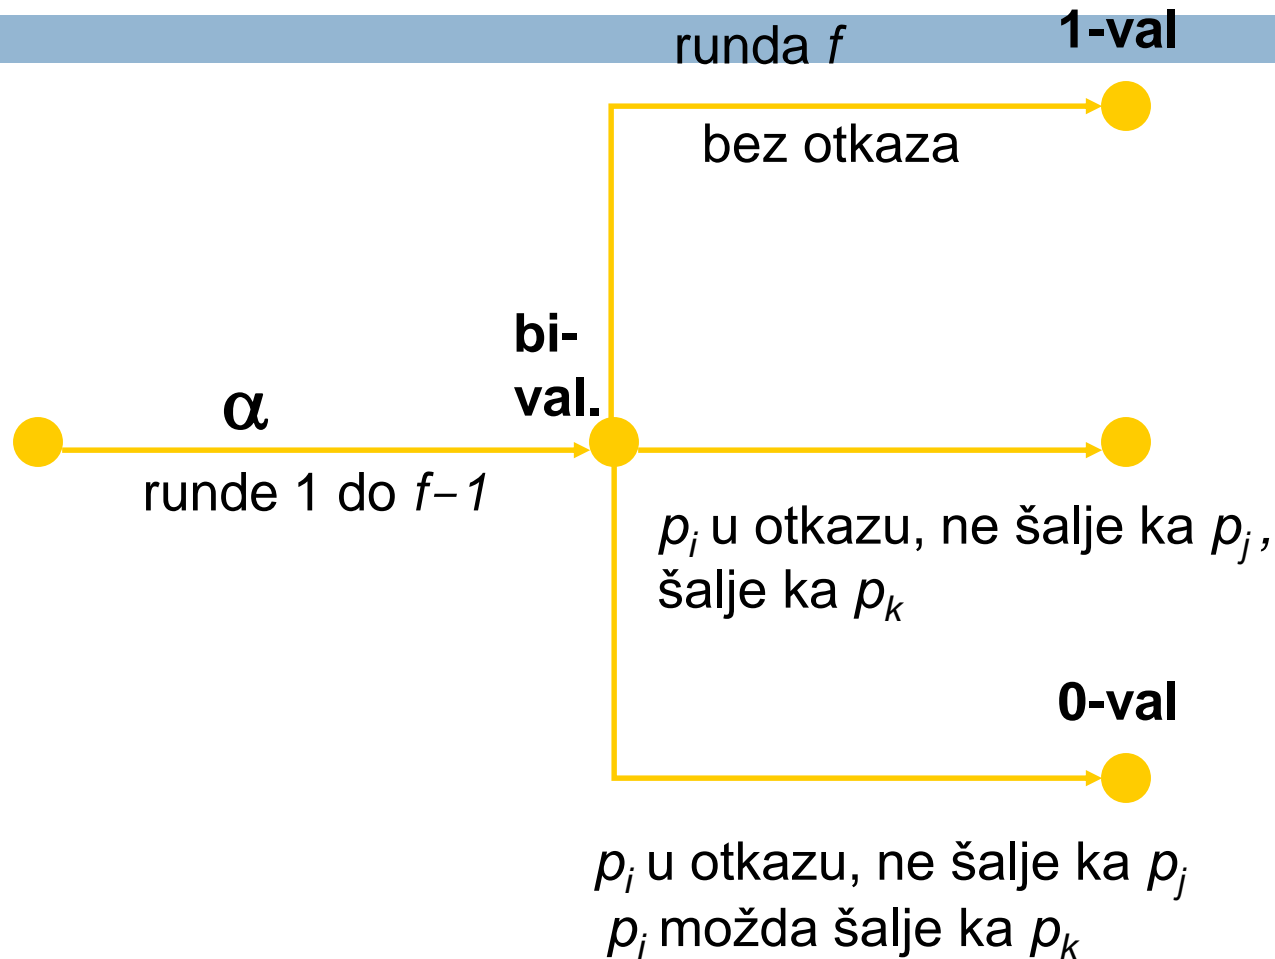 runda f
1-val
bez otkaza
bi-
val.
α
runde 1 do f−1
pi u otkazu, ne šalje ka pj ,
šalje ka pk
0-val
pi u otkazu, ne šalje ka pj
pi možda šalje ka pk